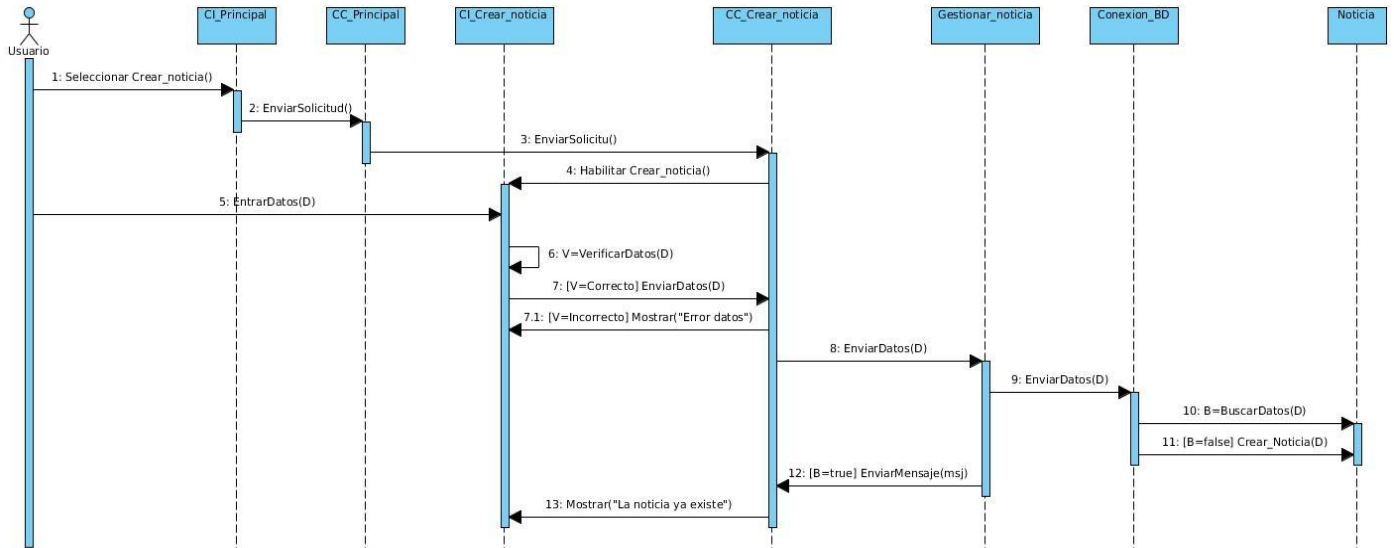 CI_Principal
CC_Principal
CI_Crear_noticia
CC_Crear_noticia
Gestionar_noticia
Conexion_BD
Noticia
Usuario
1: Seleccionar Crear_noticia()
2: EnviarSolicitud()
3: EnviarSolicitu()
4: Habilitar Crear_noticia()
5: EntrarDatos(D)
6: V=VerificarDatos(D)
7: [V=Correcto] EnviarDatos(D)
7.1: [V=Incorrecto] Mostrar("Error datos")
8: EnviarDatos(D)
9: EnviarDatos(D)
10: B=BuscarDatos(D)
11: [B=false] Crear_Noticia(D)
12: [B=true] EnviarMensaje(msj)
13: Mostrar("La noticia ya existe")